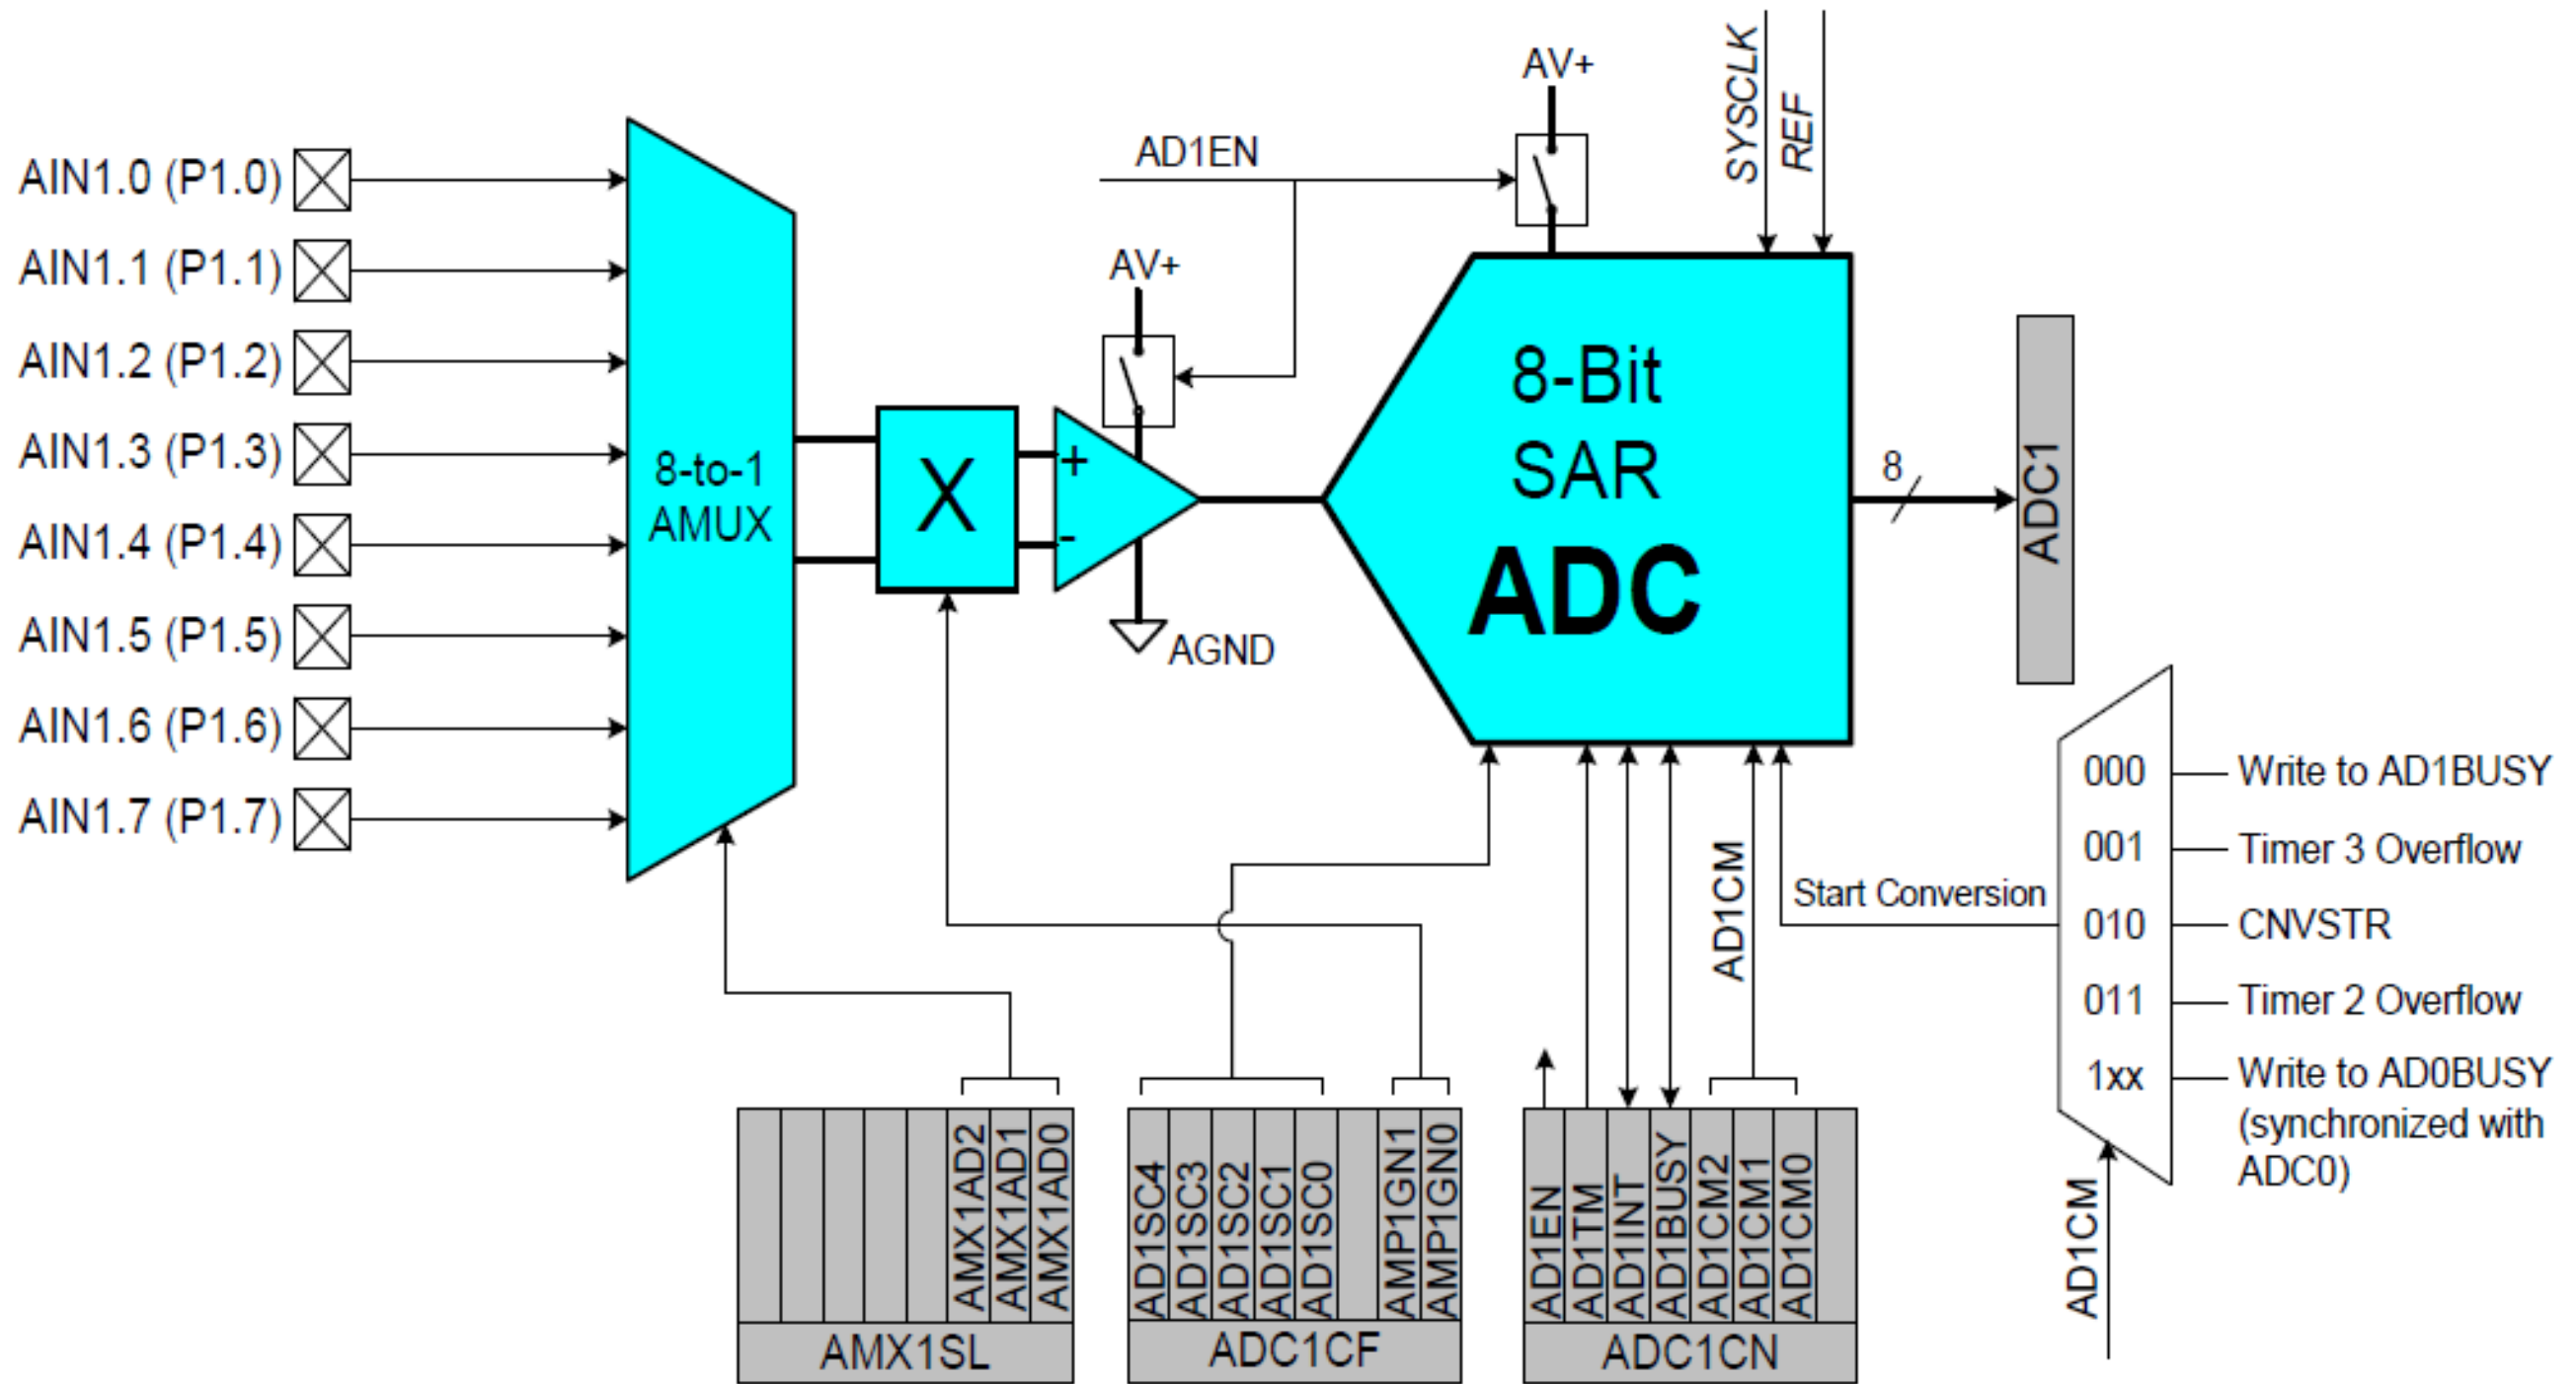 AIN1.0 (P1.0)
AIN1.1 (P1.1)
AIN1.2 (P1.2)
AIN1.3 (P1.3)
AIN1.4 (P1.4)
AIN1.5 (P1.5)
AIN1.6 (P1.6)
AIN1.7 (P1.7)
8-to-1
AMUX
X
+
-
AV+
AGND
AD1EN
AV+
SYSCLK
REF
8-Bit
SAR
ADC
8
ADC1
Start Conversion
AD1CM
000
Write to AD1BUSY
001
Timer 3 Overflow
010
CNVSTR
011
Timer 2 Overflow
1xx
Write to AD0BUSY
(synchronized with
ADC0)
AD1CM
AMX1AD2
AMX1AD1
AMX1AD0
AMX1SL
AD1SC4
AD1SC3
AD1SC2
AD1SC1
AD1SC0
AMP1GN1
AMP1GN0
ADC1CF
AD1EN
AD1TM
AD1INT
AD1BUSY
AD1CM2
AD1CM1
AD1CM0
ADC1CN